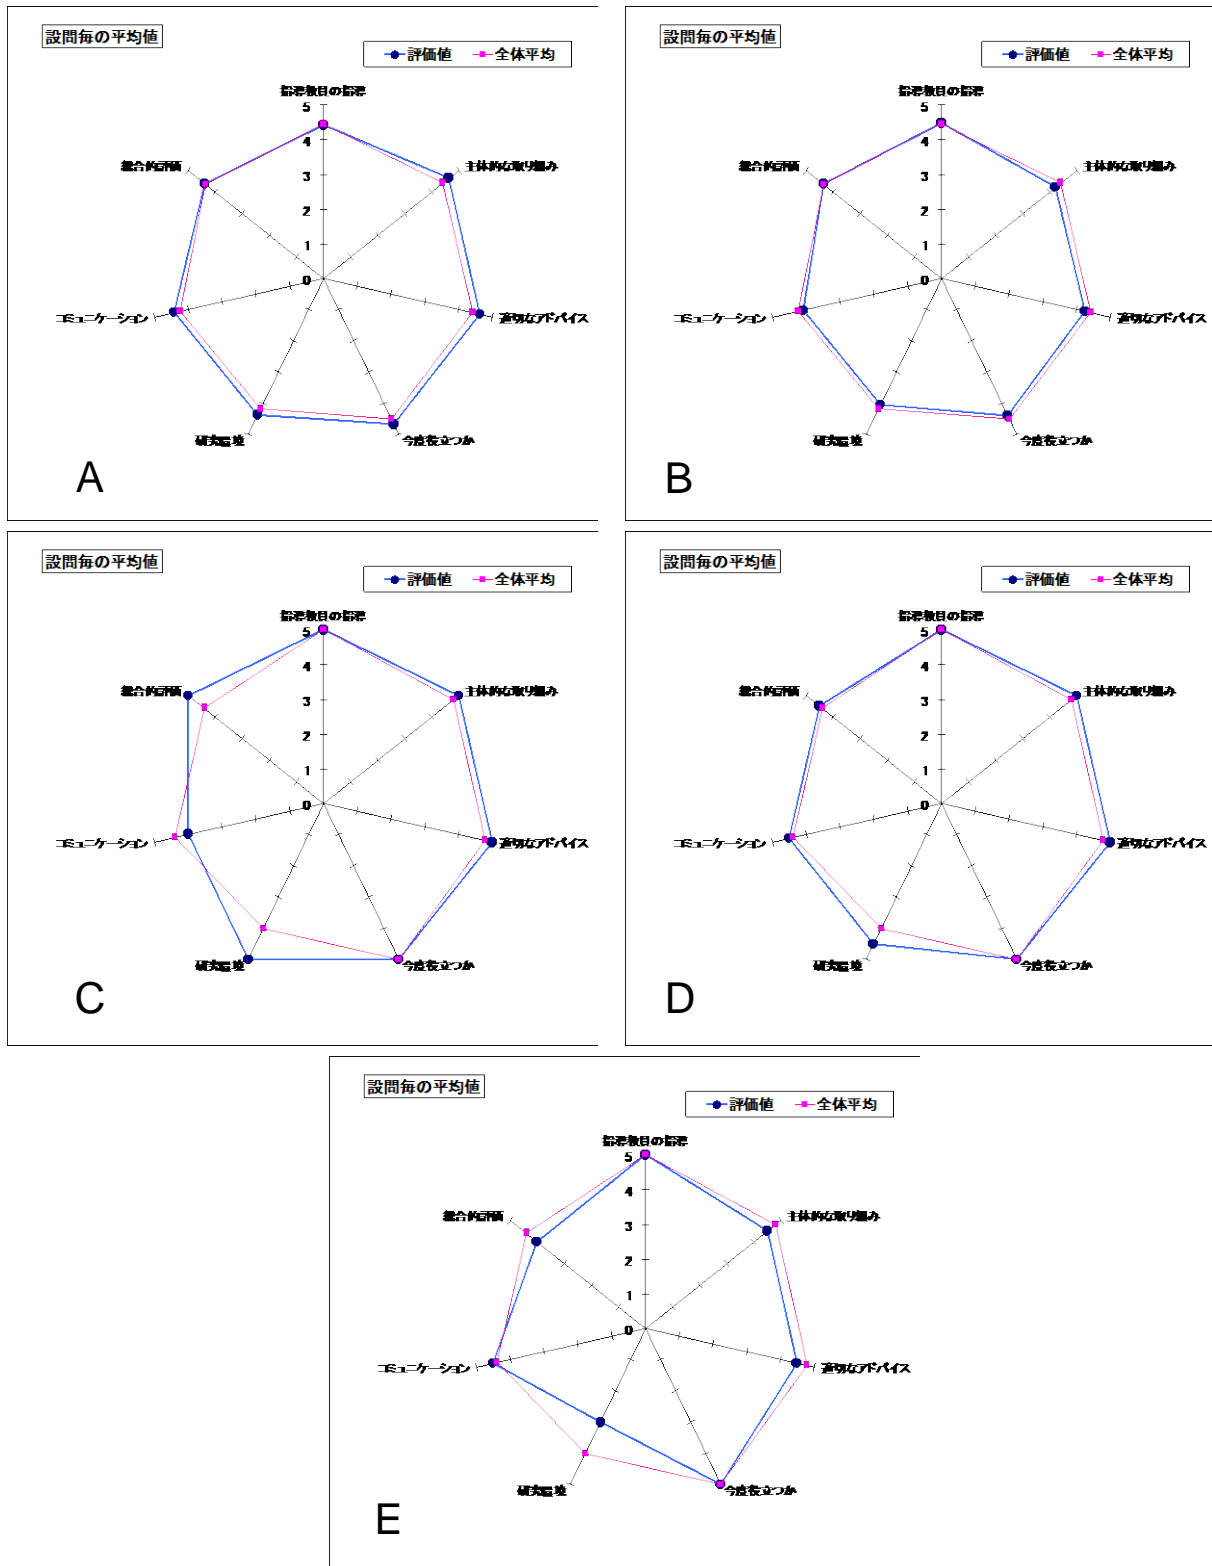 設問毎の平均値
評価値 全体平均
指導教員の指導
主体的な取り組み
適切なアドバイス
今度役立つか
研究環境
コミュニケーション
総合的評価
5
4
3
2
1
0
A
設問毎の平均値
評価値 全体平均
指導教員の指導
主体的な取り組み
適切なアドバイス
今度役立つか
研究環境
コミュニケーション
総合的評価
5
4
3
2
1
0
B
設問毎の平均値
評価値 全体平均
指導教員の指導
主体的な取り組み
適切なアドバイス
今度役立つか
研究環境
コミュニケーション
総合的評価
5
4
3
2
1
0
C
設問毎の平均値
評価値 全体平均
指導教員の指導
主体的な取り組み
適切なアドバイス
今度役立つか
研究環境
コミュニケーション
総合的評価
5
4
3
2
1
0
D
設問毎の平均値
評価値 全体平均
指導教員の指導
主体的な取り組み
適切なアドバイス
今度役立つか
研究環境
コミュニケーション
総合的評価
5
4
3
2
1
0
E